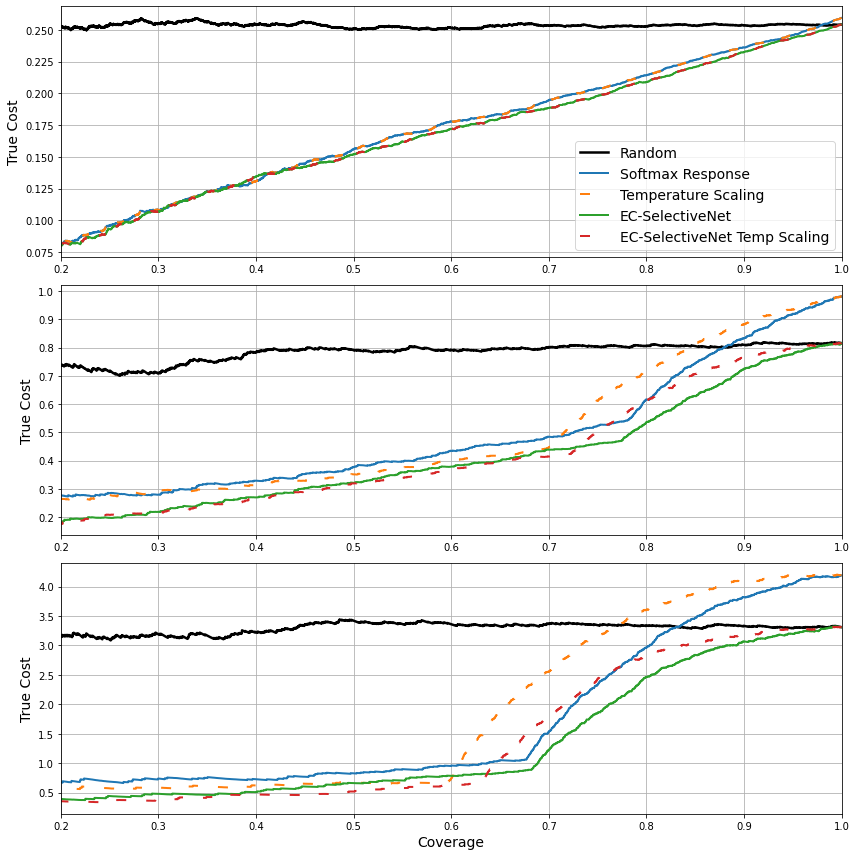 0.250
0.225
0.200
0.175
0.150
0.125
0.100
0.075
True Cost
Random
Softmax Response
Temperature Scaling
EC-SelectiveNet
EC-SelectiveNet Temp Scaling
0.2 0.3 0.4 0.5 0.6 0.7 0.8 0.9 1.0
1.0
0.9
0.8
0.7
0.6
0.5
0.4
0.3
0.2
True Cost
0.2 0.3 0.4 0.5 0.6 0.7 0.8 0.9 1.0
4.0
3.5
3.0
2.5
2.0
1.5
1.0
0.5
True Cost
0.2 0.3 0.4 0.5 0.6 0.7 0.8 0.9 1.0
Coverage